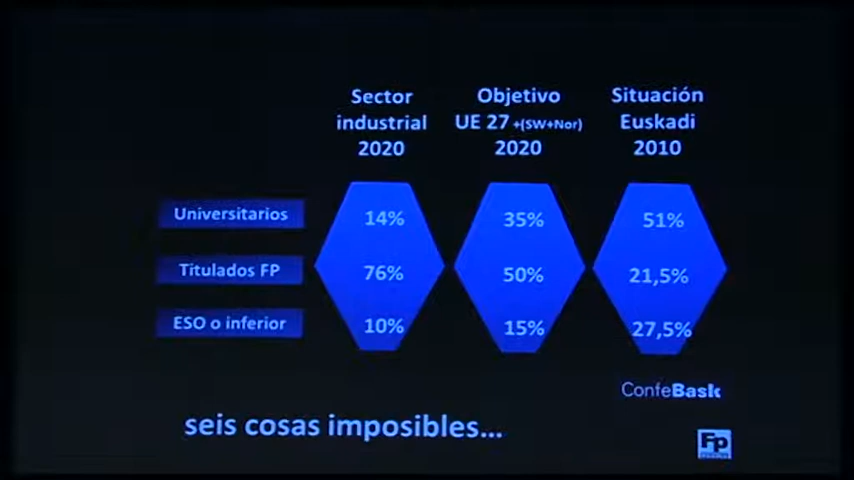 Sector
industrial
2020
Objetivo
UE 27 +(SW+Nor)
2020
Situación
Euskadi
2010
Universitarios 14% 35% 51%
Titulados FP 76% 50% 21,5%
ESO o inferior 10% 15% 27,5%
ConfeBask
seis cosas imposibles...
Fp